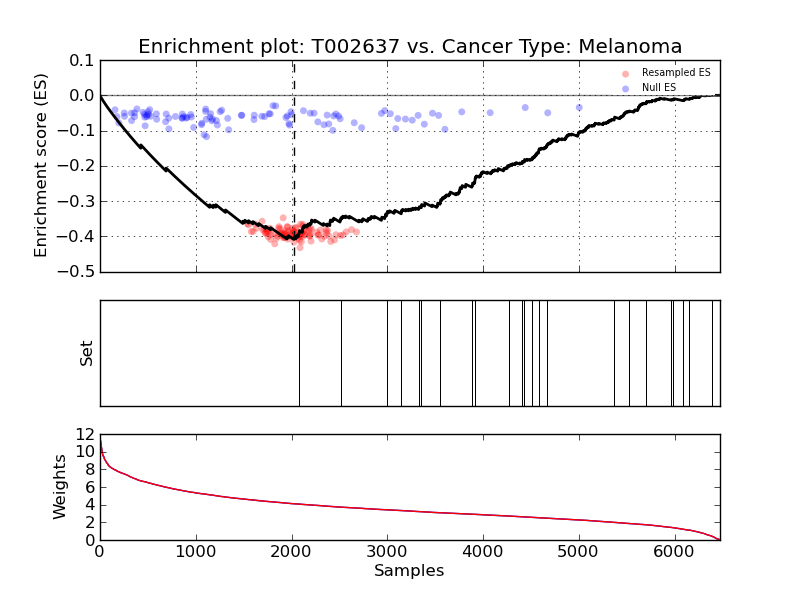 Enrichment plot: T002637 vs. Cancer Type: Melanoma
Enrichment score (ES)
0.1
0.0
−0.1
−0.2
−0.3
−0.4
−0.5
Resampled ES
Null ES
Set
Weights
12
10
8
6
4
2
0
0 1000 2000 3000 4000 5000 6000
Samples